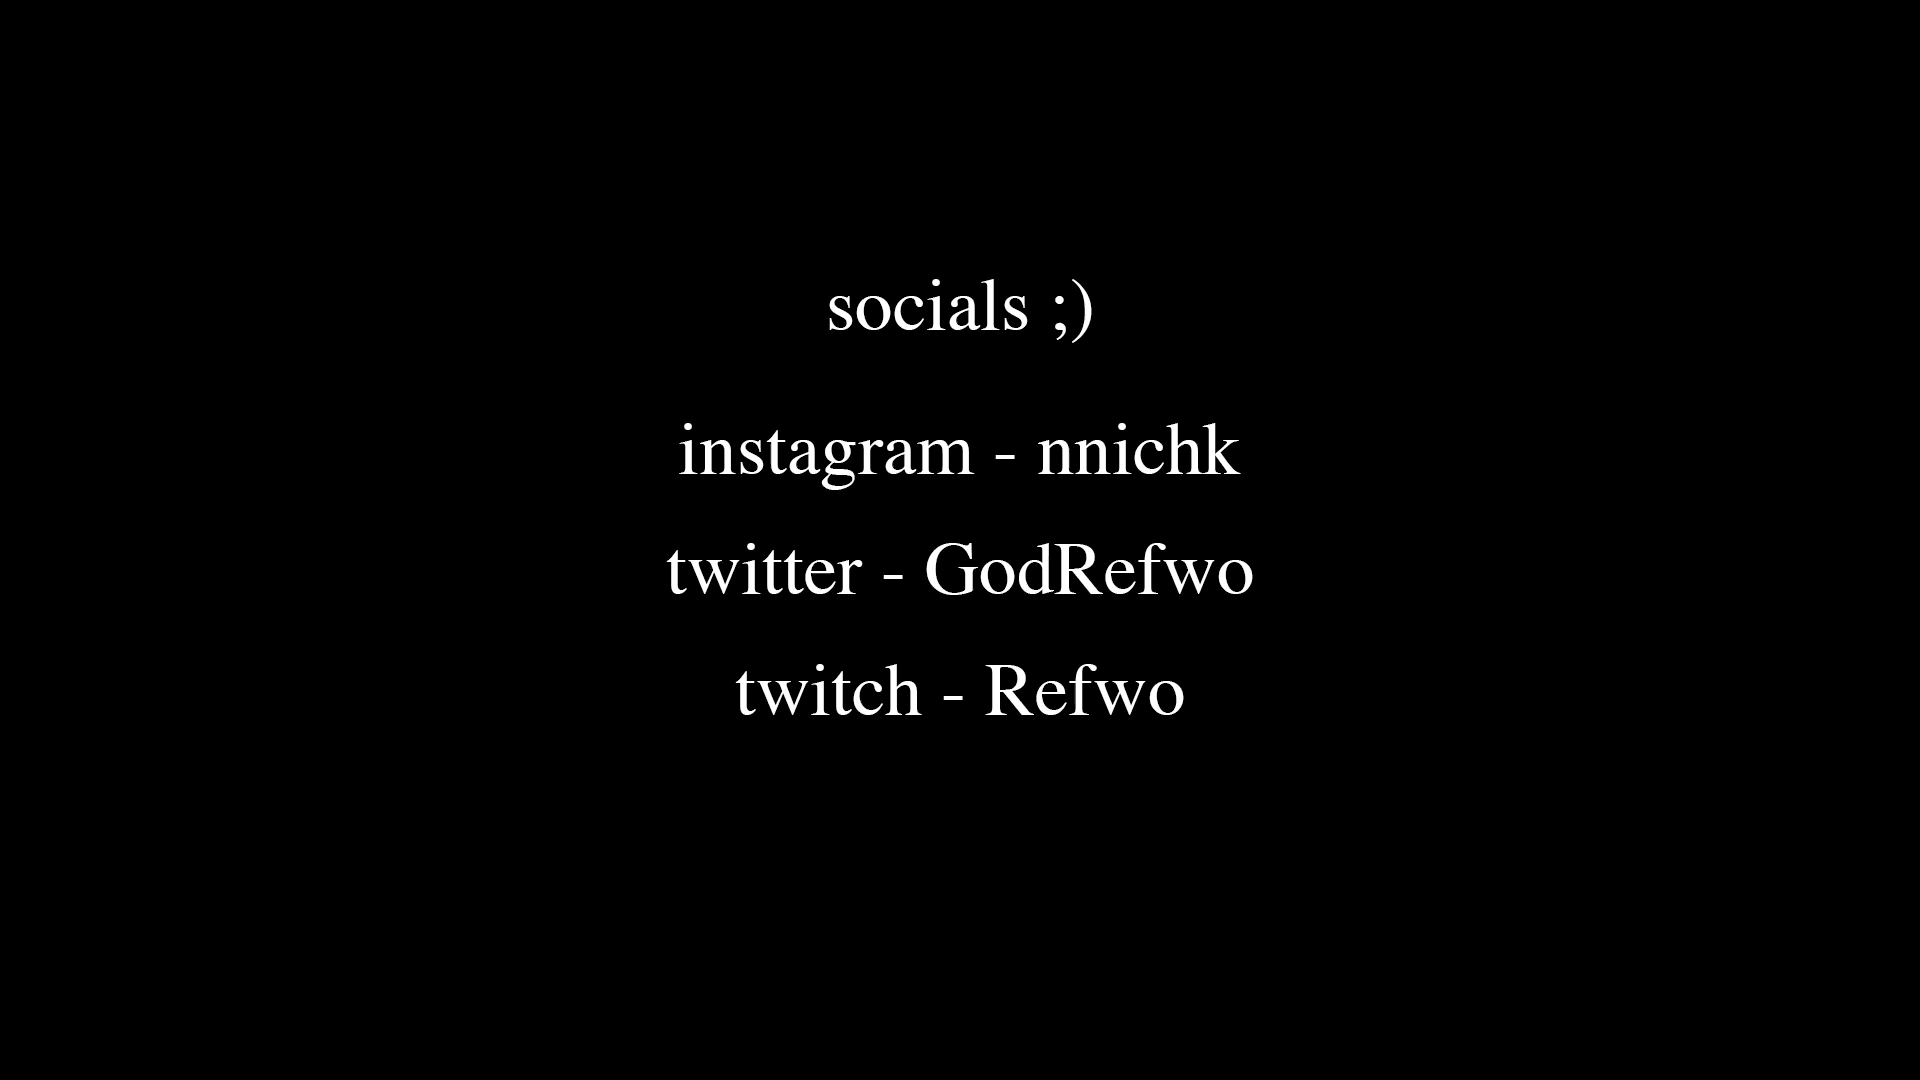 socials ;)
instagram - nnichk
twitter - GodRefwo
twitch - Refwo